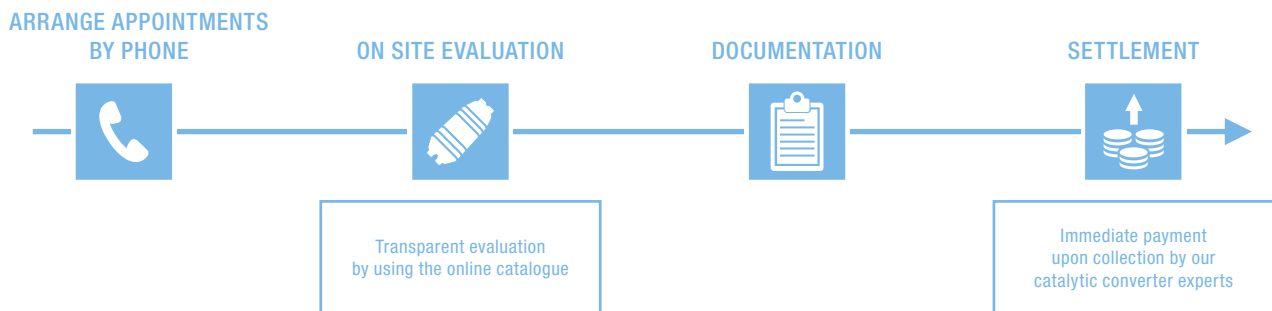 ARRANGE APPOINTMENTS
BY PHONE
ON SITE EVALUATION
DOCUMENTATION
SETTLEMENT
Transparent evaluation
by using the online catalogue
Immediate payment
upon collection by our
catalytic converter experts